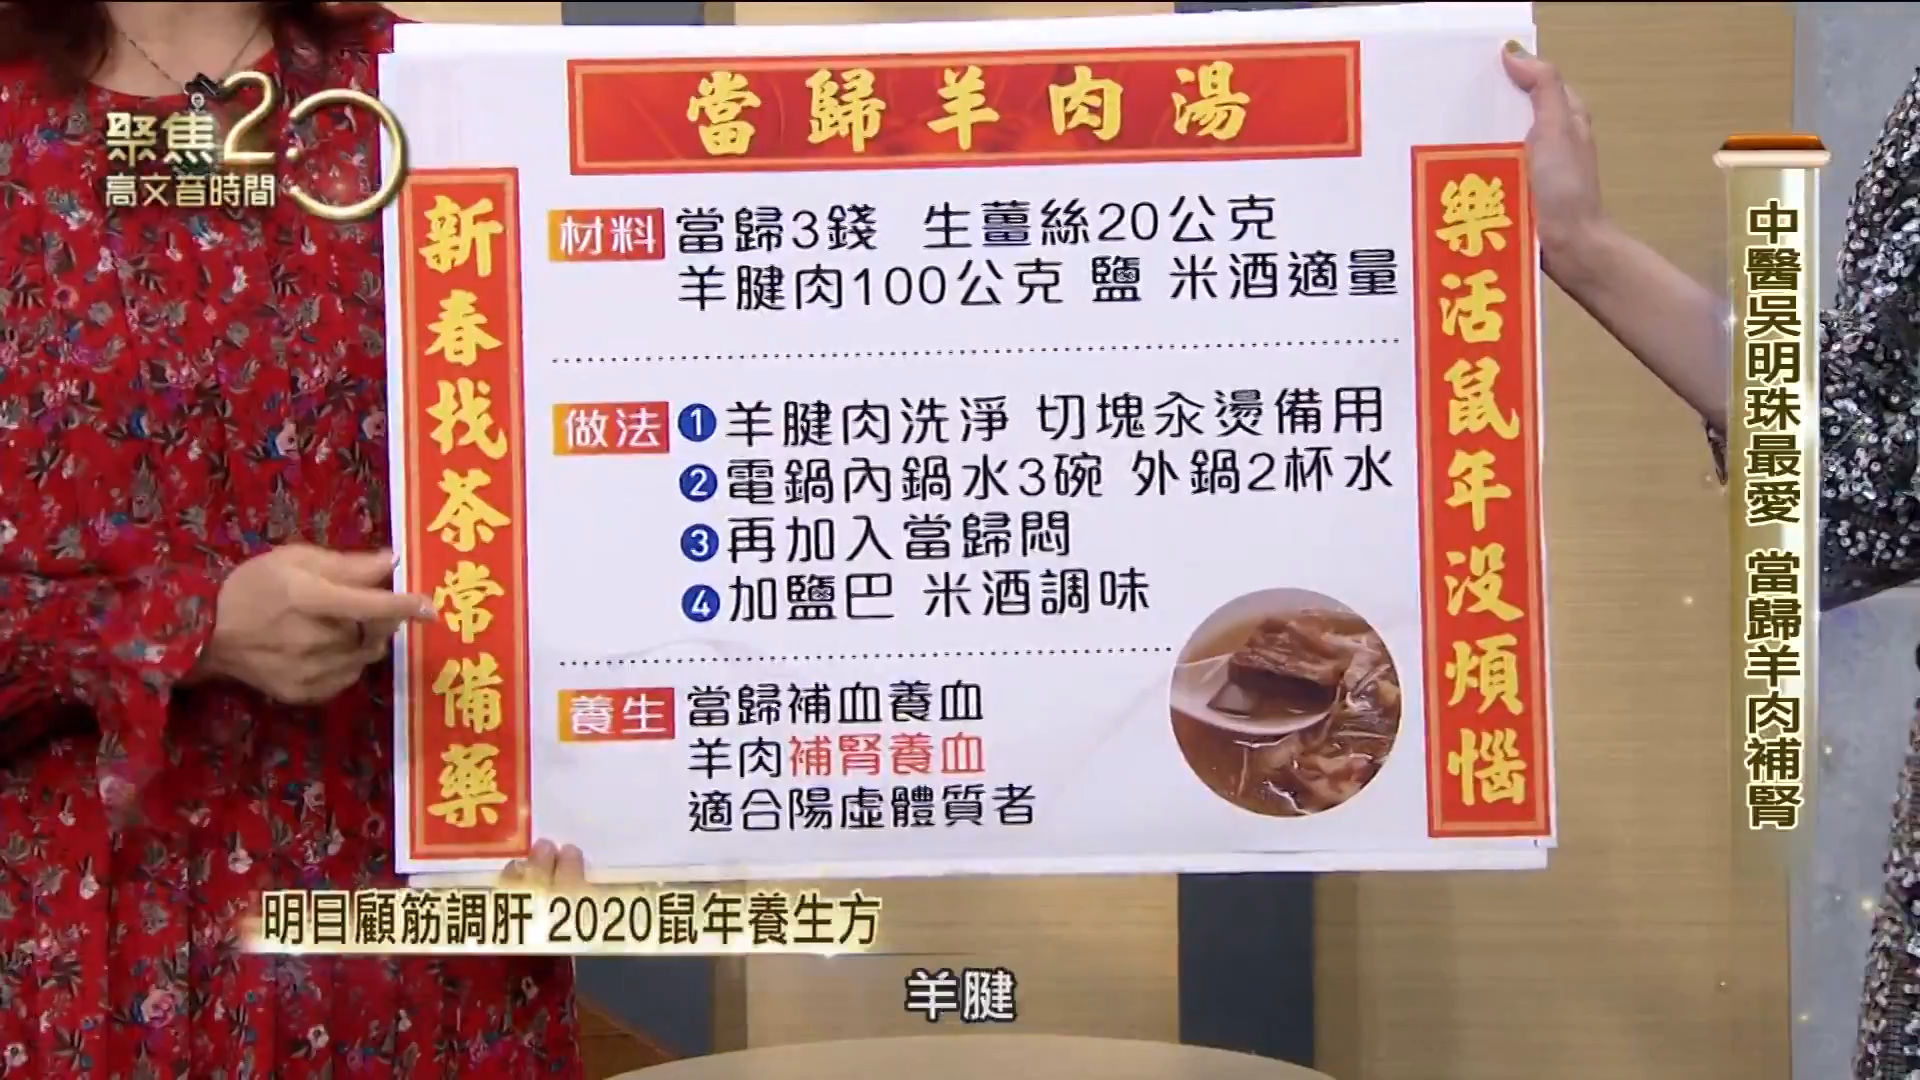 聚焦2.0
高文音時間
當歸羊肉湯
新春找茶常備藥
樂活鼠年沒煩惱
材料 當歸3錢 生薑絲20公克
羊腱肉100公克 鹽 米酒適量
做法 ❶羊腱肉洗淨 切塊汆燙備用
❷電鍋內鍋水3碗 外鍋2杯水
❸再加入當歸悶
❹加鹽巴 米酒調味
養生 當歸補血養血
羊肉補腎養血
適合陽虛體質者
中醫吳明珠最愛 當歸羊肉補腎
明目顧筋調肝 2020鼠年養生方
羊腱